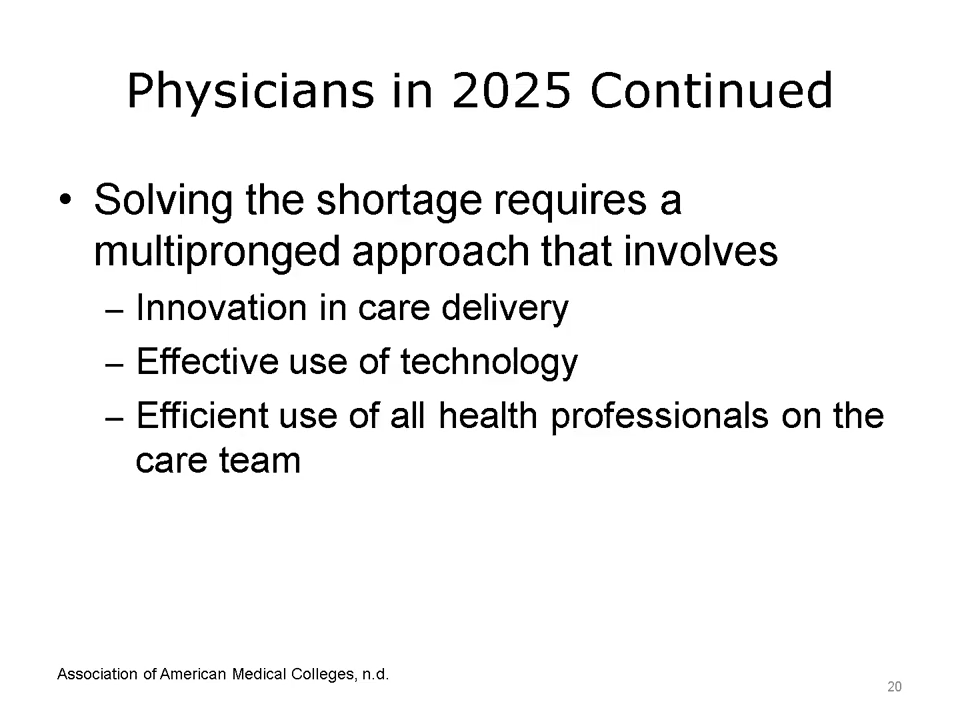 Physicians in 2025 Continued
• Solving the shortage requires a
multipronged approach that involves
– Innovation in care delivery
– Effective use of technology
– Efficient use of all health professionals on the
care team
Association of American Medical Colleges, n.d.
20